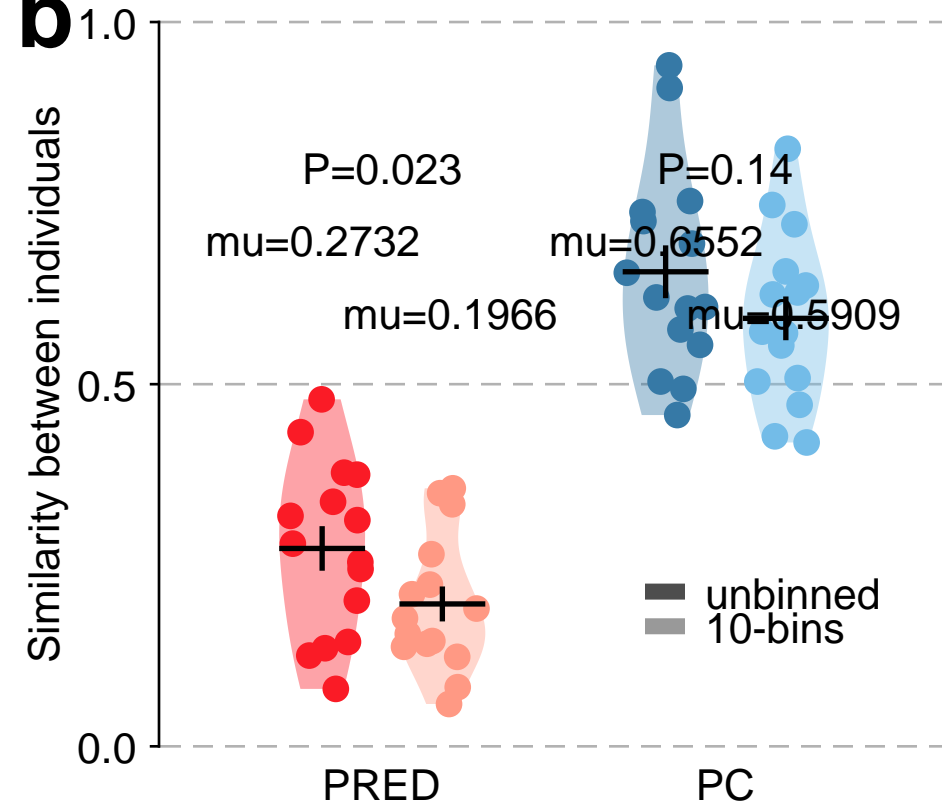 b
1.0
Similarity between individuals
P=0.023
P=0.14
mu=0.2732
mu=0.6552
mu=0.1966
mu=0.5909
0.5
unbinned
10-bins
0.0
PRED
PC